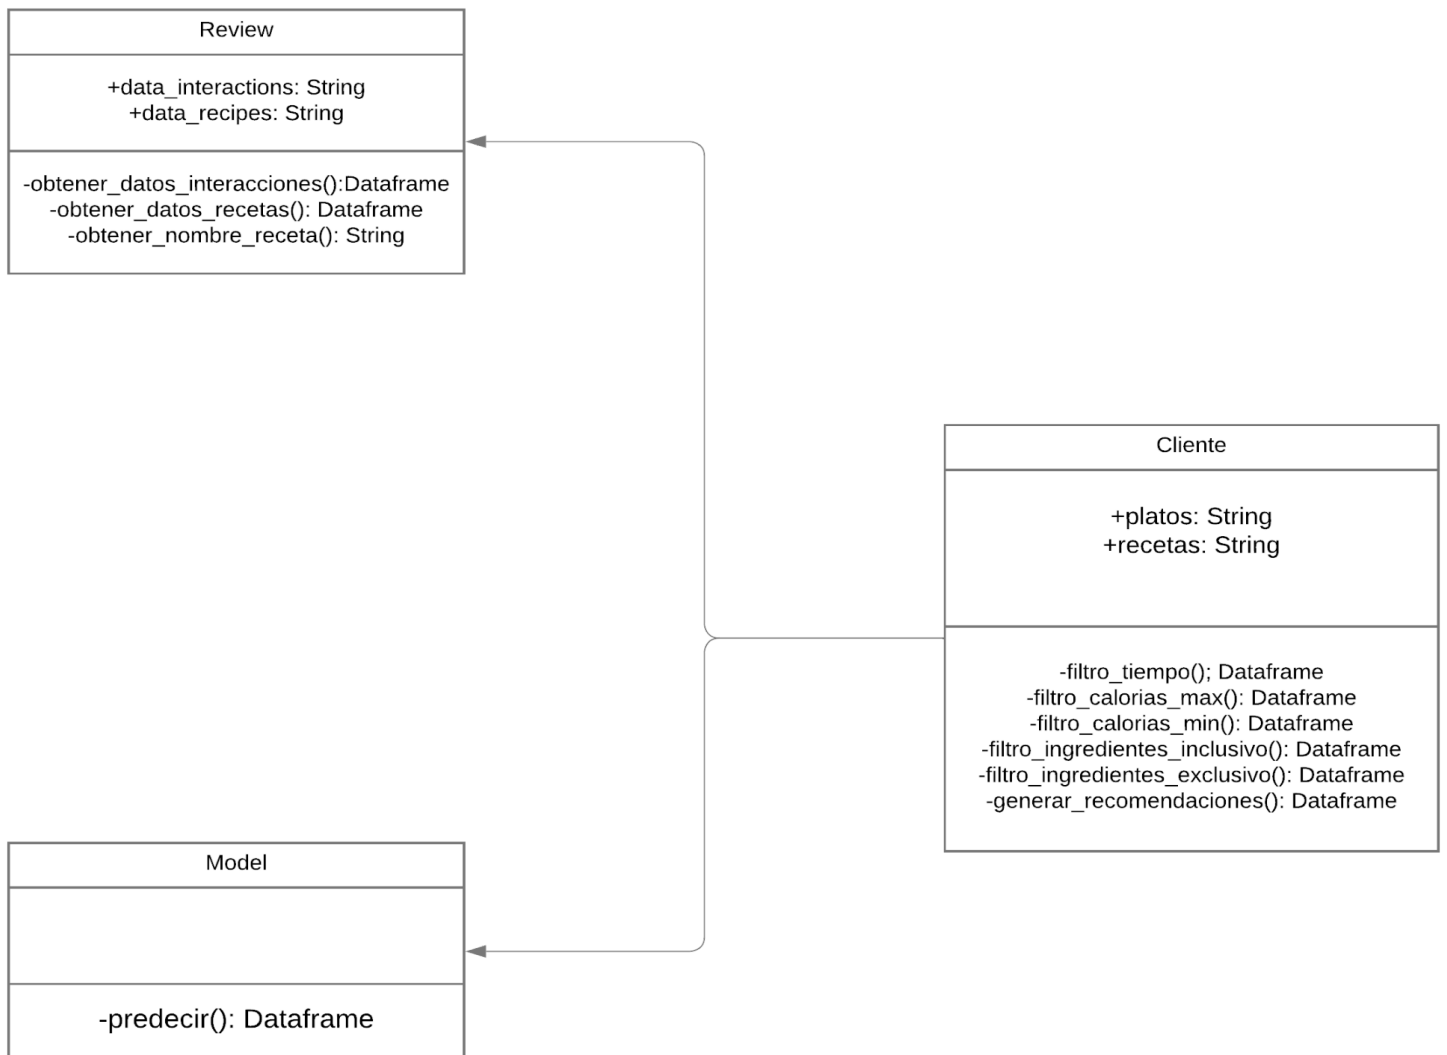 Review
+data_interactions: String
+data_recipes: String
-obtener_datos_interacciones():Dataframe
-obtener_datos_recetas(): Dataframe
-obtener_nombre_receta(): String
Cliente
+platos: String
+recetas: String
-filtro_tiempo(); Dataframe
-filtro_calorias_max(): Dataframe
-filtro_calorias_min(): Dataframe
-filtro_ingredientes_inclusivo(): Dataframe
-filtro_ingredientes_exclusivo(): Dataframe
-generar_recomendaciones(): Dataframe
Model
-predecir(): Dataframe